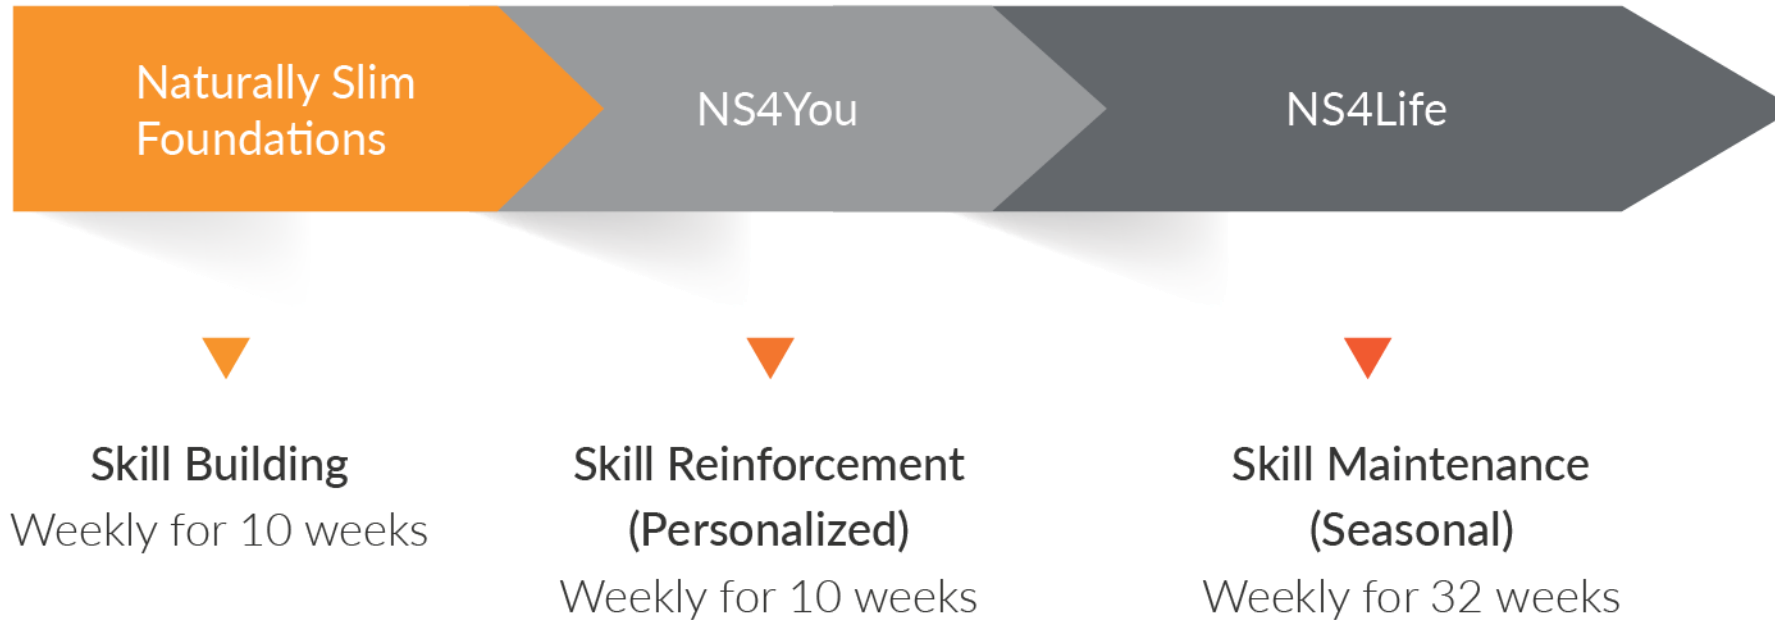 Naturally Slim
Foundations
NS4You
NS4Life
Skill Building
Weekly for 10 weeks
Skill Reinforcement
(Personalized)
Weekly for 10 weeks
Skill Maintenance
(Seasonal)
Weekly for 32 weeks